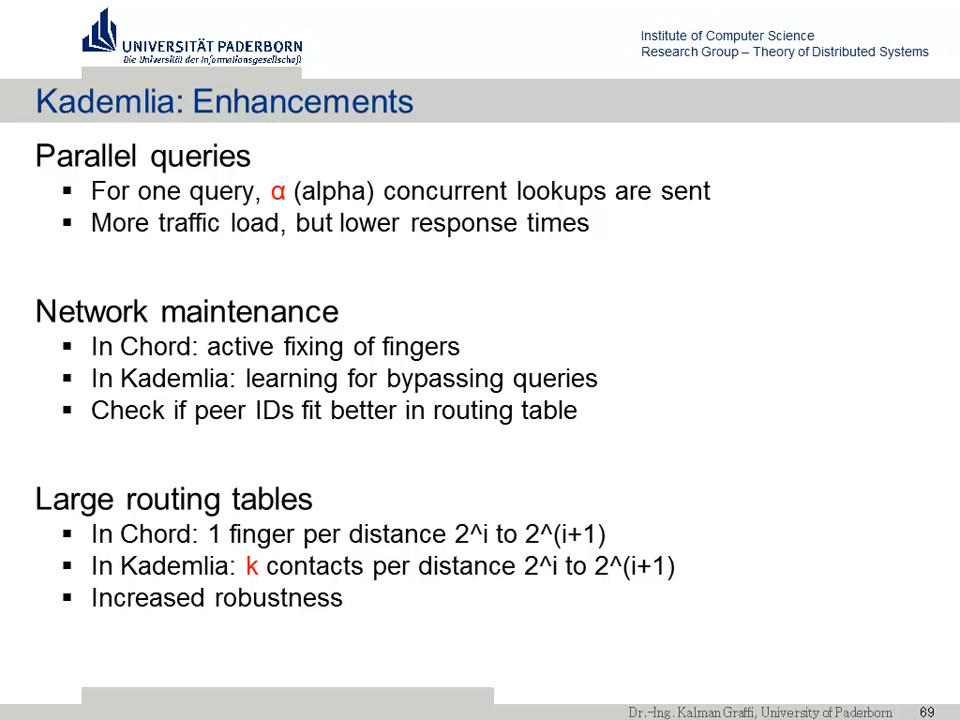 UNIVERSITÄT PADERBORN
Die Universität der Informationsgesellschaft
Institute of Computer Science
Research Group – Theory of Distributed Systems
Kademlia: Enhancements
Parallel queries
▪ For one query, α (alpha) concurrent lookups are sent
▪ More traffic load, but lower response times
Network maintenance
▪ In Chord: active fixing of fingers
▪ In Kademlia: learning for bypassing queries
▪ Check if peer IDs fit better in routing table
Large routing tables
▪ In Chord: 1 finger per distance 2^i to 2^(i+1)
▪ In Kademlia: k contacts per distance 2^i to 2^(i+1)
▪ Increased robustness
Dr.-Ing. Kalman Graffi, University of Paderborn 69